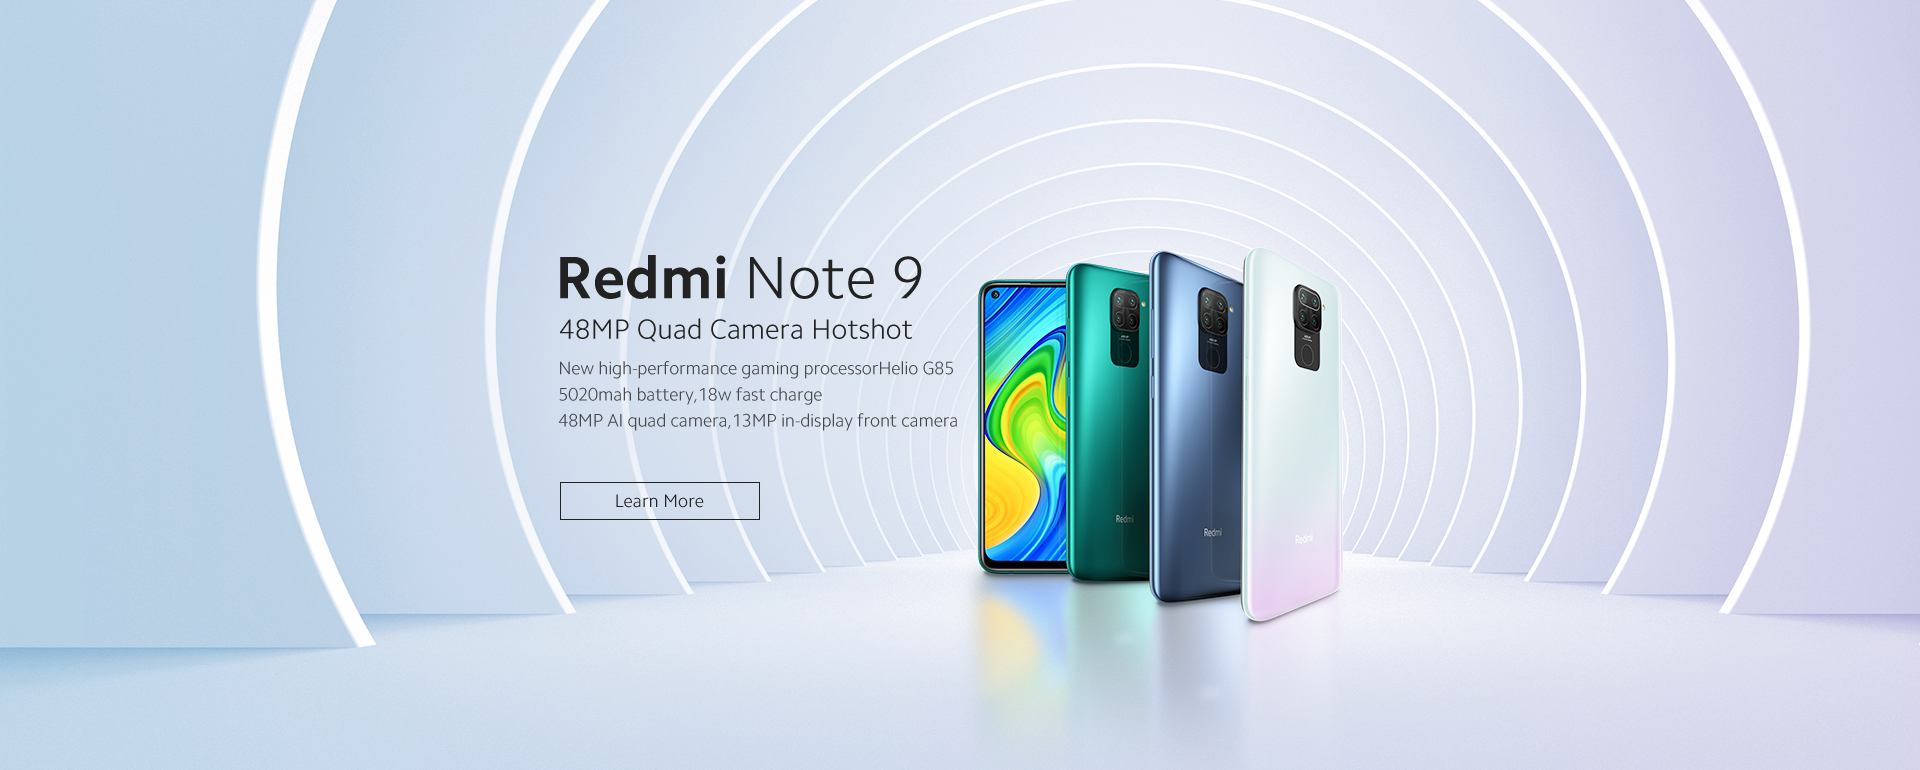 Redmi Note 9
48MP Quad Camera Hotshot
New high-performance gaming processorHelio G85
5020mah battery,18w fast charge
48MP AI quad camera,13MP in-display front camera
Learn More
Redmi
Redmi
Redmi